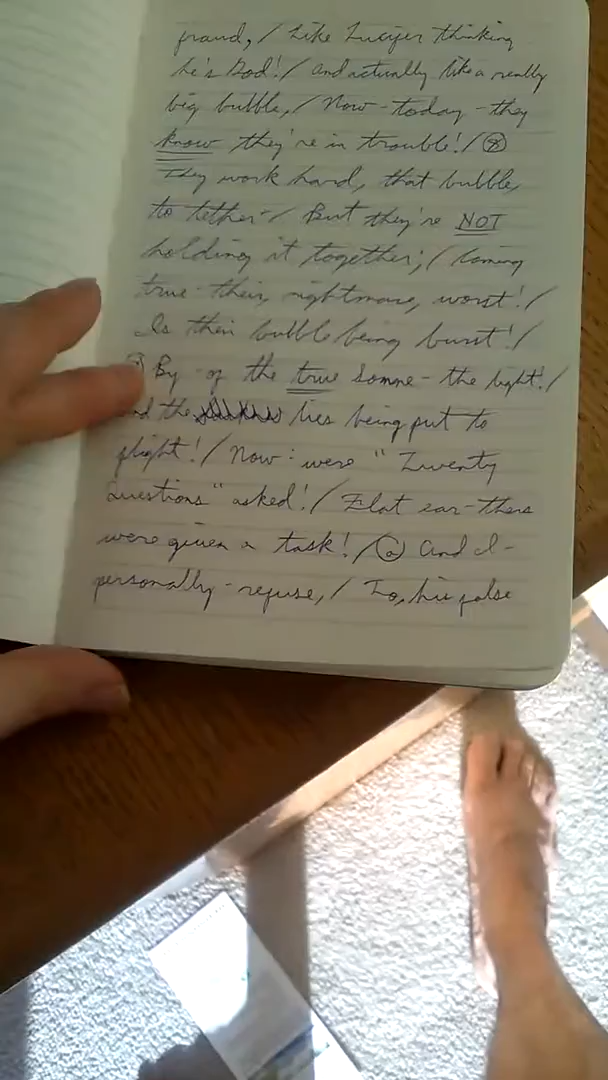 fraud, / Like Lucifer thinking
he's God! / And actually like a really
big bubble, / Now - today - they
know they're in trouble! / ⑧
They work hard, that bubble,
to tether - / But they're NOT
holding it together; / Coming
true - their nightmare, worst! /
Is their bubble being burst! /
By - of the true Somne - the light! /
And the lies being put to
flight! / Now: were "Twenty
Questions" asked! / Flat ear-thers
were given a task! / And I -
personally - refuse, / To, his false